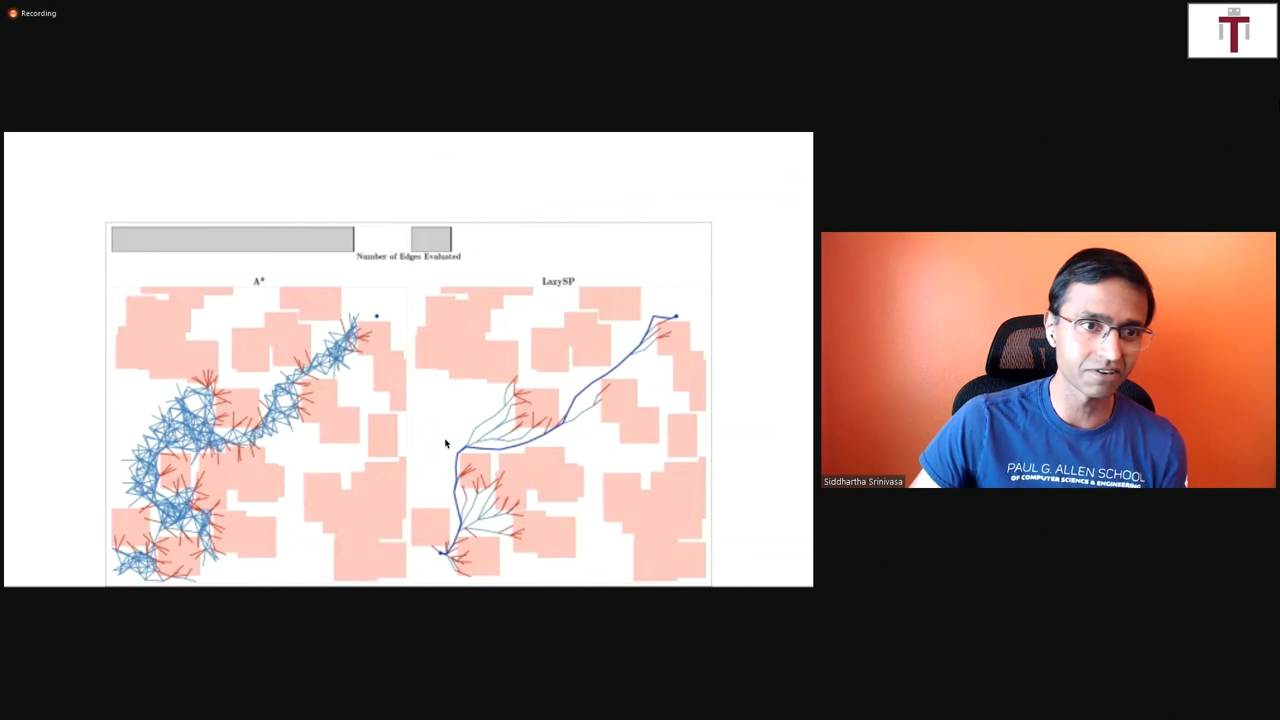 Recording
Number of Edges Evaluated
A*
LazySP
PAUL G. ALLEN SCHOOL
OF COMPUTER SCIENCE & ENGINEERING
Siddhartha Srinivasa